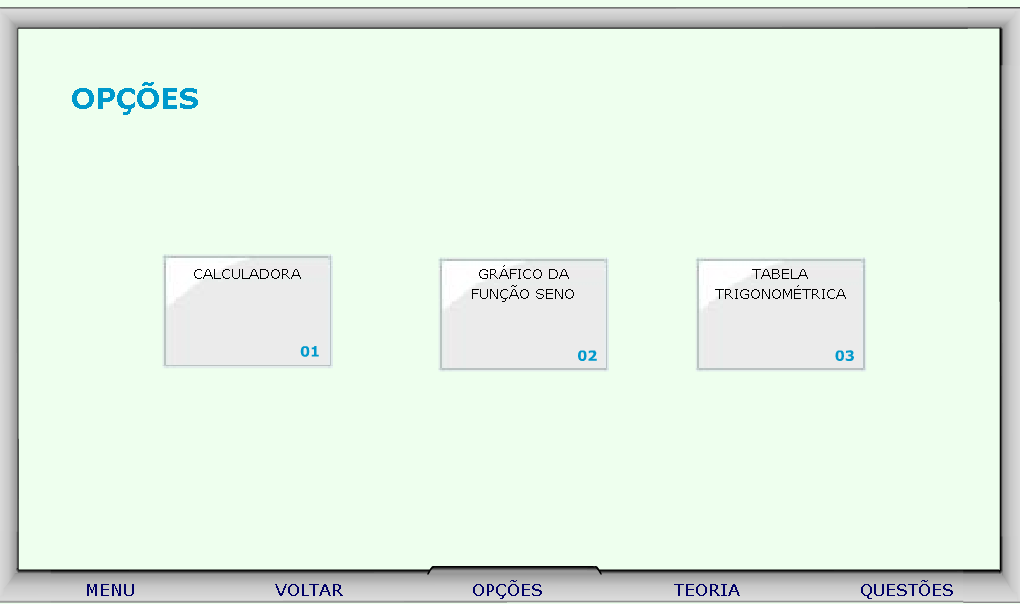 OPÇÕES
CALCULADORA
01
GRÁFICO DA
FUNÇÃO SENO
02
TABELA
TRIGONOMÉTRICA
03
MENU
VOLTAR
OPÇÕES
TEORIA
QUESTÕES